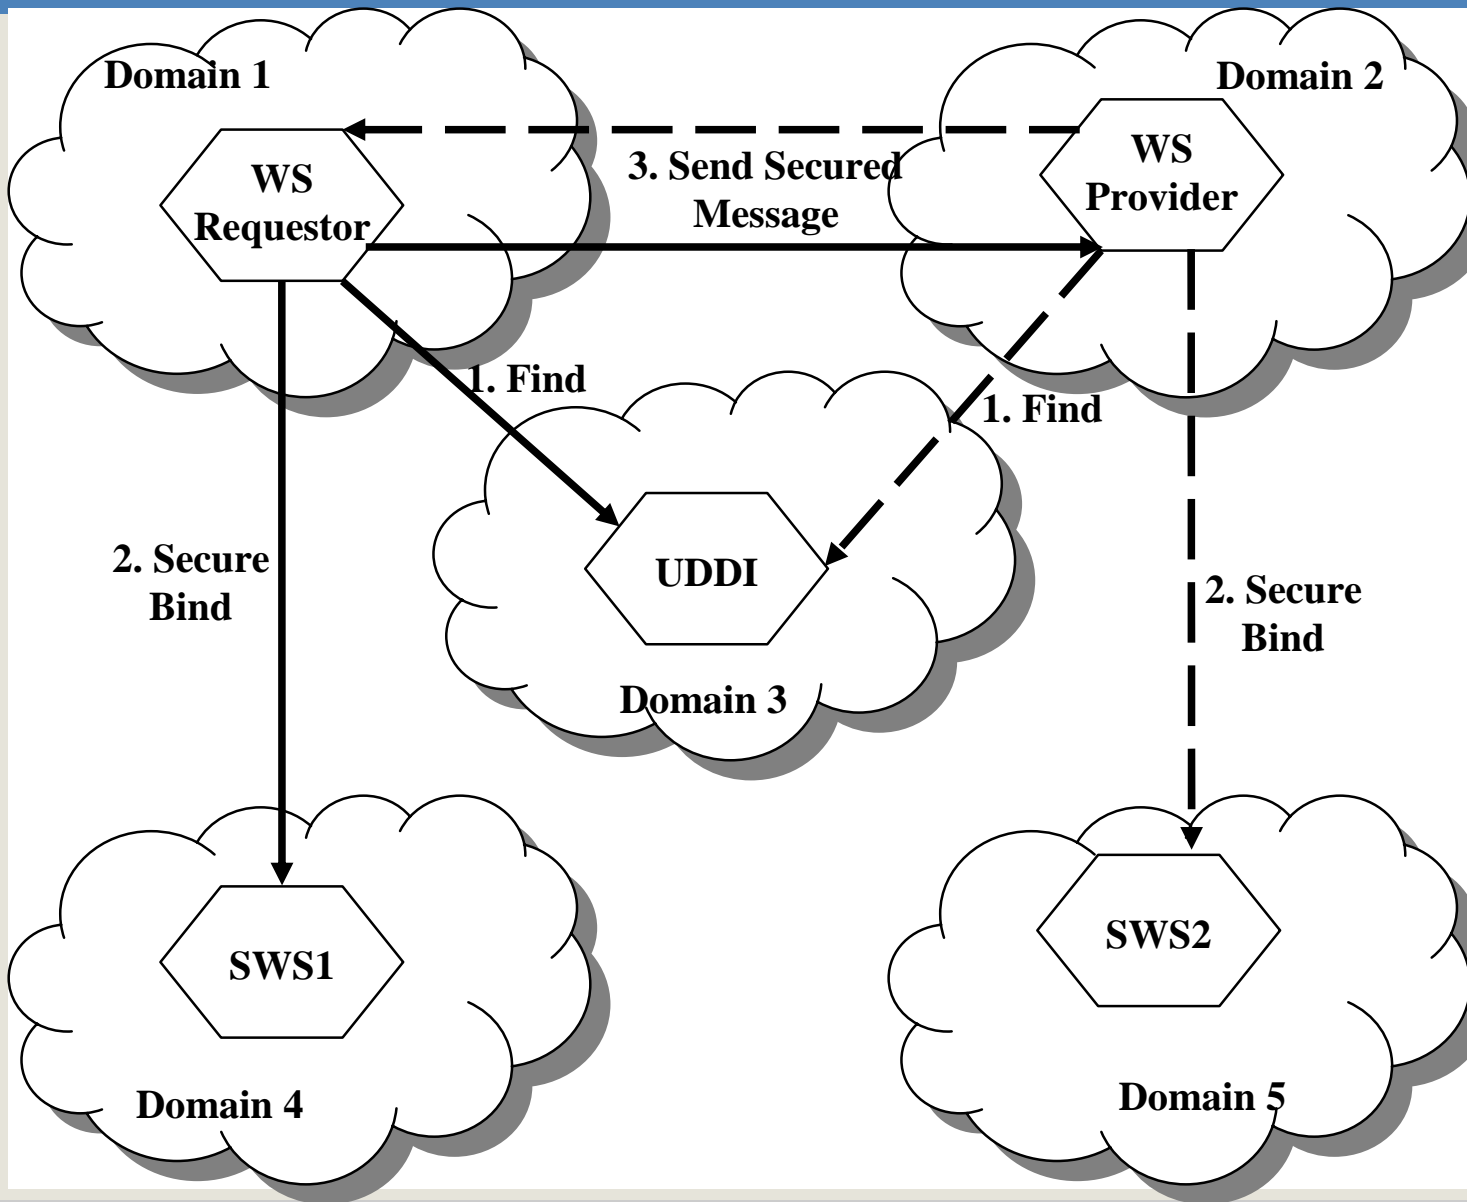 Domain 1
Domain 2
WS
Requestor
WS
Provider
3. Send Secured
Message
1. Find
1. Find
2. Secure
Bind
UDDI
2. Secure
Bind
Domain 3
SWS1
SWS2
Domain 4
Domain 5